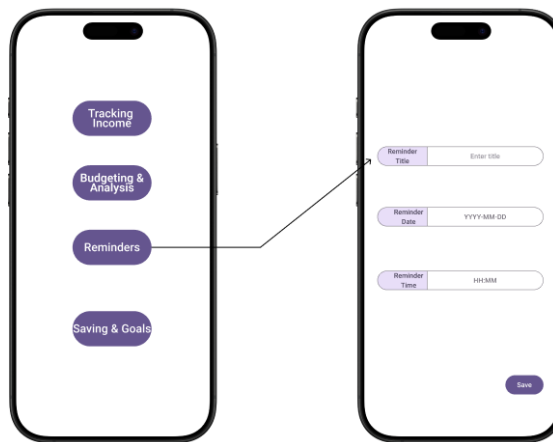 Tracking
Income
Budgeting &
Analysis
Reminders
Saving & Goals
Reminder
Title
Enter title
Reminder
Date
YYYY-MM-DD
Reminder
Time
HH:MM
Save